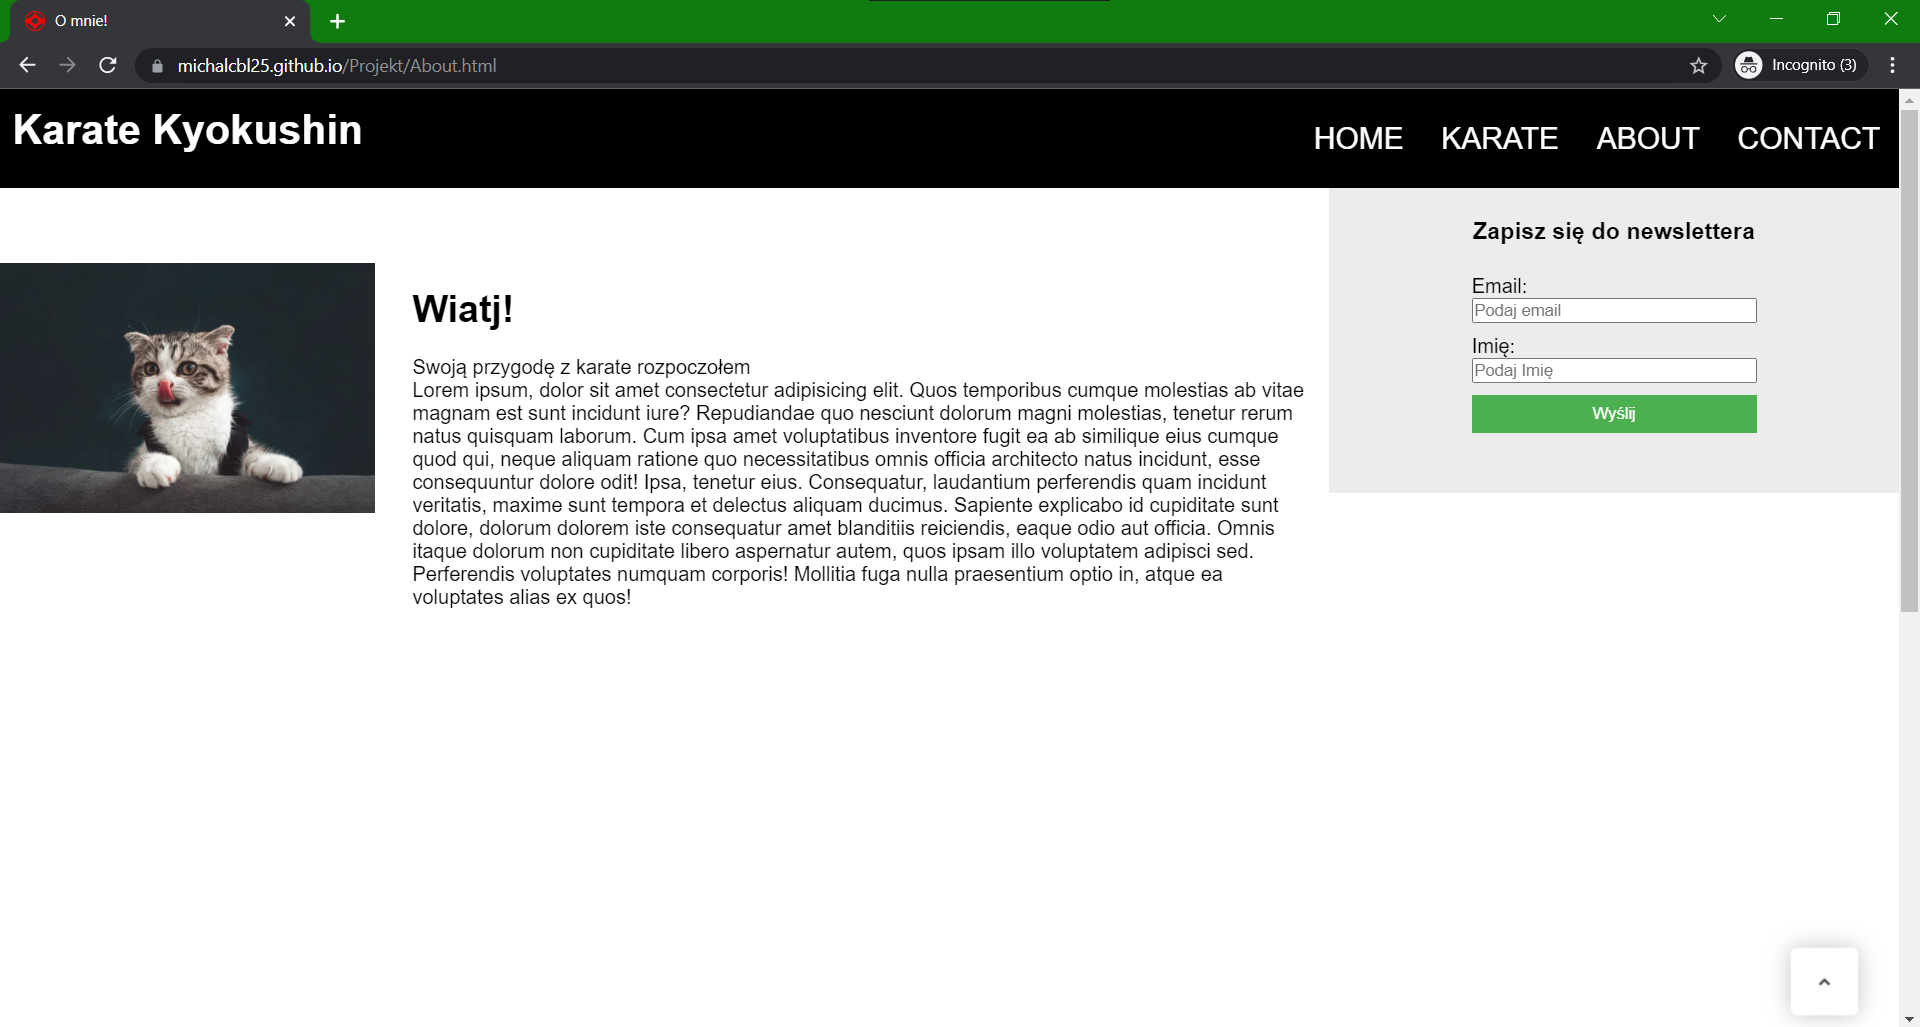 O mnie!
michalcbl25.github.io/Projekt/About.html
Incognito (3)
Karate Kyokushin
HOME KARATE ABOUT CONTACT
Wiatj!
Swoją przygodę z karate rozpoczołem
Lorem ipsum, dolor sit amet consectetur adipisicing elit. Quos temporibus cumque molestias ab vitae
magnam est sunt incidunt iure? Repudiandae quo nesciunt dolorum magni molestias, tenetur rerum
natus quisquam laborum. Cum ipsa amet voluptatibus inventore fugit ea ab similique eius cumque
quod qui, neque aliquam ratione quo necessitatibus omnis officia architecto natus incidunt, esse
consequuntur dolore odit! Ipsa, tenetur eius. Consequatur, laudantium perferendis quam incidunt
veritatis, maxime sunt tempora et delectus aliquam ducimus. Sapiente explicabo id cupiditate sunt
dolore, dolorum dolorem iste consequatur amet blanditiis reiciendis, eaque odio aut officia. Omnis
itaque dolorum non cupiditate libero aspernatur autem, quos ipsam illo voluptatem adipisci sed.
Perferendis voluptates numquam corporis! Mollitia fuga nulla praesentium optio in, atque ea
voluptates alias ex quos!
Zapisz się do newslettera
Email:
Podaj email
Imię:
Podaj Imię
Wyślij